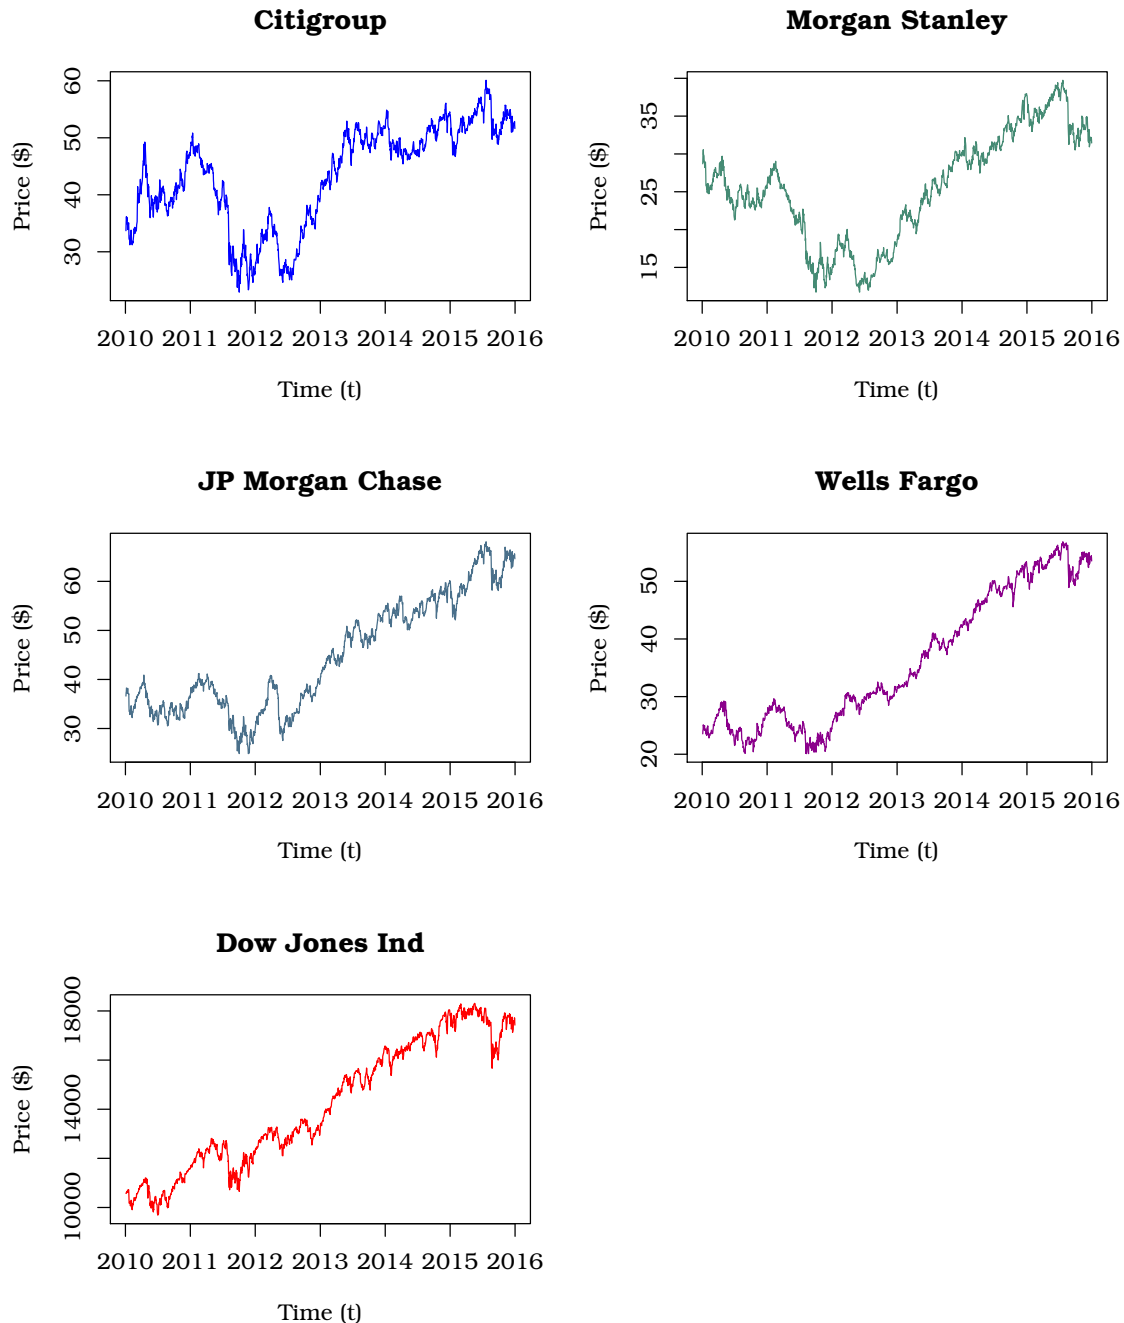 Citigroup
Price ($)
60
50
40
30
2010 2011 2012 2013 2014 2015 2016
Time (t)
Morgan Stanley
Price ($)
35
25
15
2010 2011 2012 2013 2014 2015 2016
Time (t)
JP Morgan Chase
Price ($)
60
50
40
30
2010 2011 2012 2013 2014 2015 2016
Time (t)
Wells Fargo
Price ($)
50
40
30
20
2010 2011 2012 2013 2014 2015 2016
Time (t)
Dow Jones Ind
Price ($)
18000
14000
10000
2010 2011 2012 2013 2014 2015 2016
Time (t)